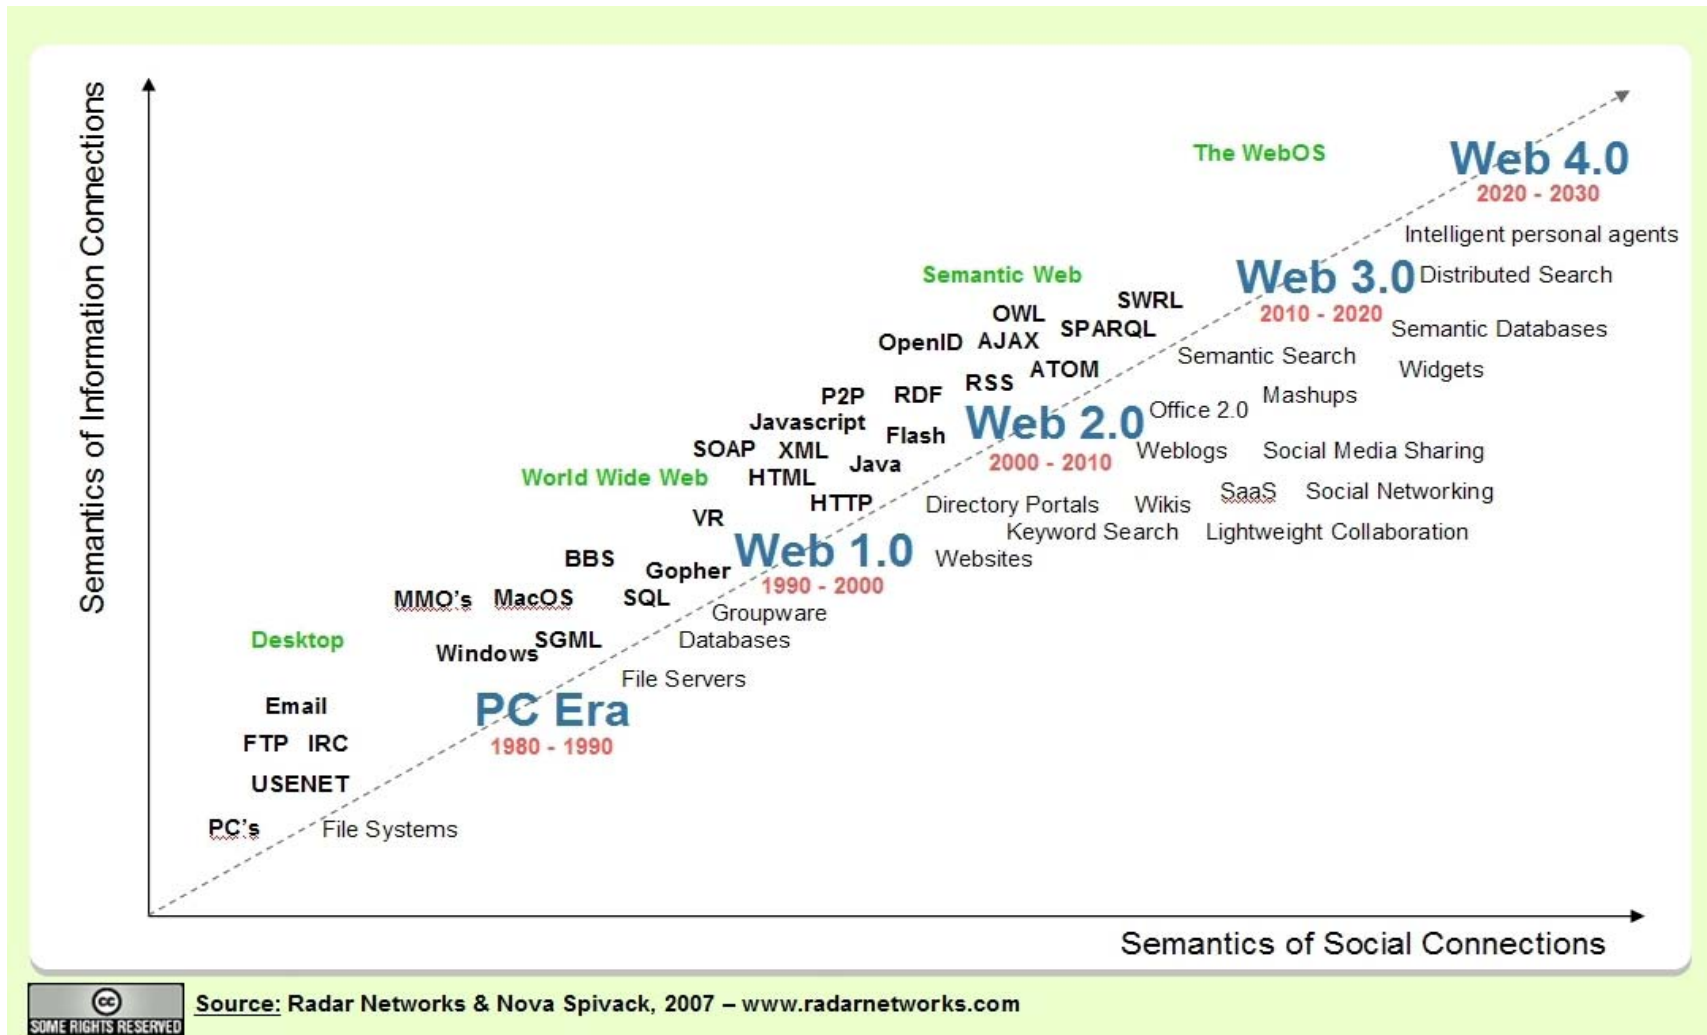 Semantics of Information Connections
The WebOS
Web 4.0
2020 - 2030
Intelligent personal agents
Semantic Web
Web 3.0
Distributed Search
2010 - 2020
SWRL
OWL
SPARQL
Semantic Databases
OpenID
AJAX
Semantic Search
ATOM
Widgets
RSS
P2P
RDF
Mashups
Office 2.0
Web 2.0
Javascript
Flash
SOAP
XML
2000 - 2010
Weblogs
Social Media Sharing
Java
World Wide Web
HTML
SaaS
Social Networking
HTTP
Directory Portals
Wikis
VR
Keyword Search
Lightweight Collaboration
Web 1.0
Websites
BBS
Gopher
1990 - 2000
MMO's
MacOS
SQL
Groupware
Desktop
SGML
Databases
Windows
File Servers
Email
PC Era
1980 - 1990
FTP
IRC
USENET
PC's
File Systems
Semantics of Social Connections
cc
SOME RIGHTS RESERVED
Source: Radar Networks & Nova Spivack, 2007 – www.radarnetworks.com